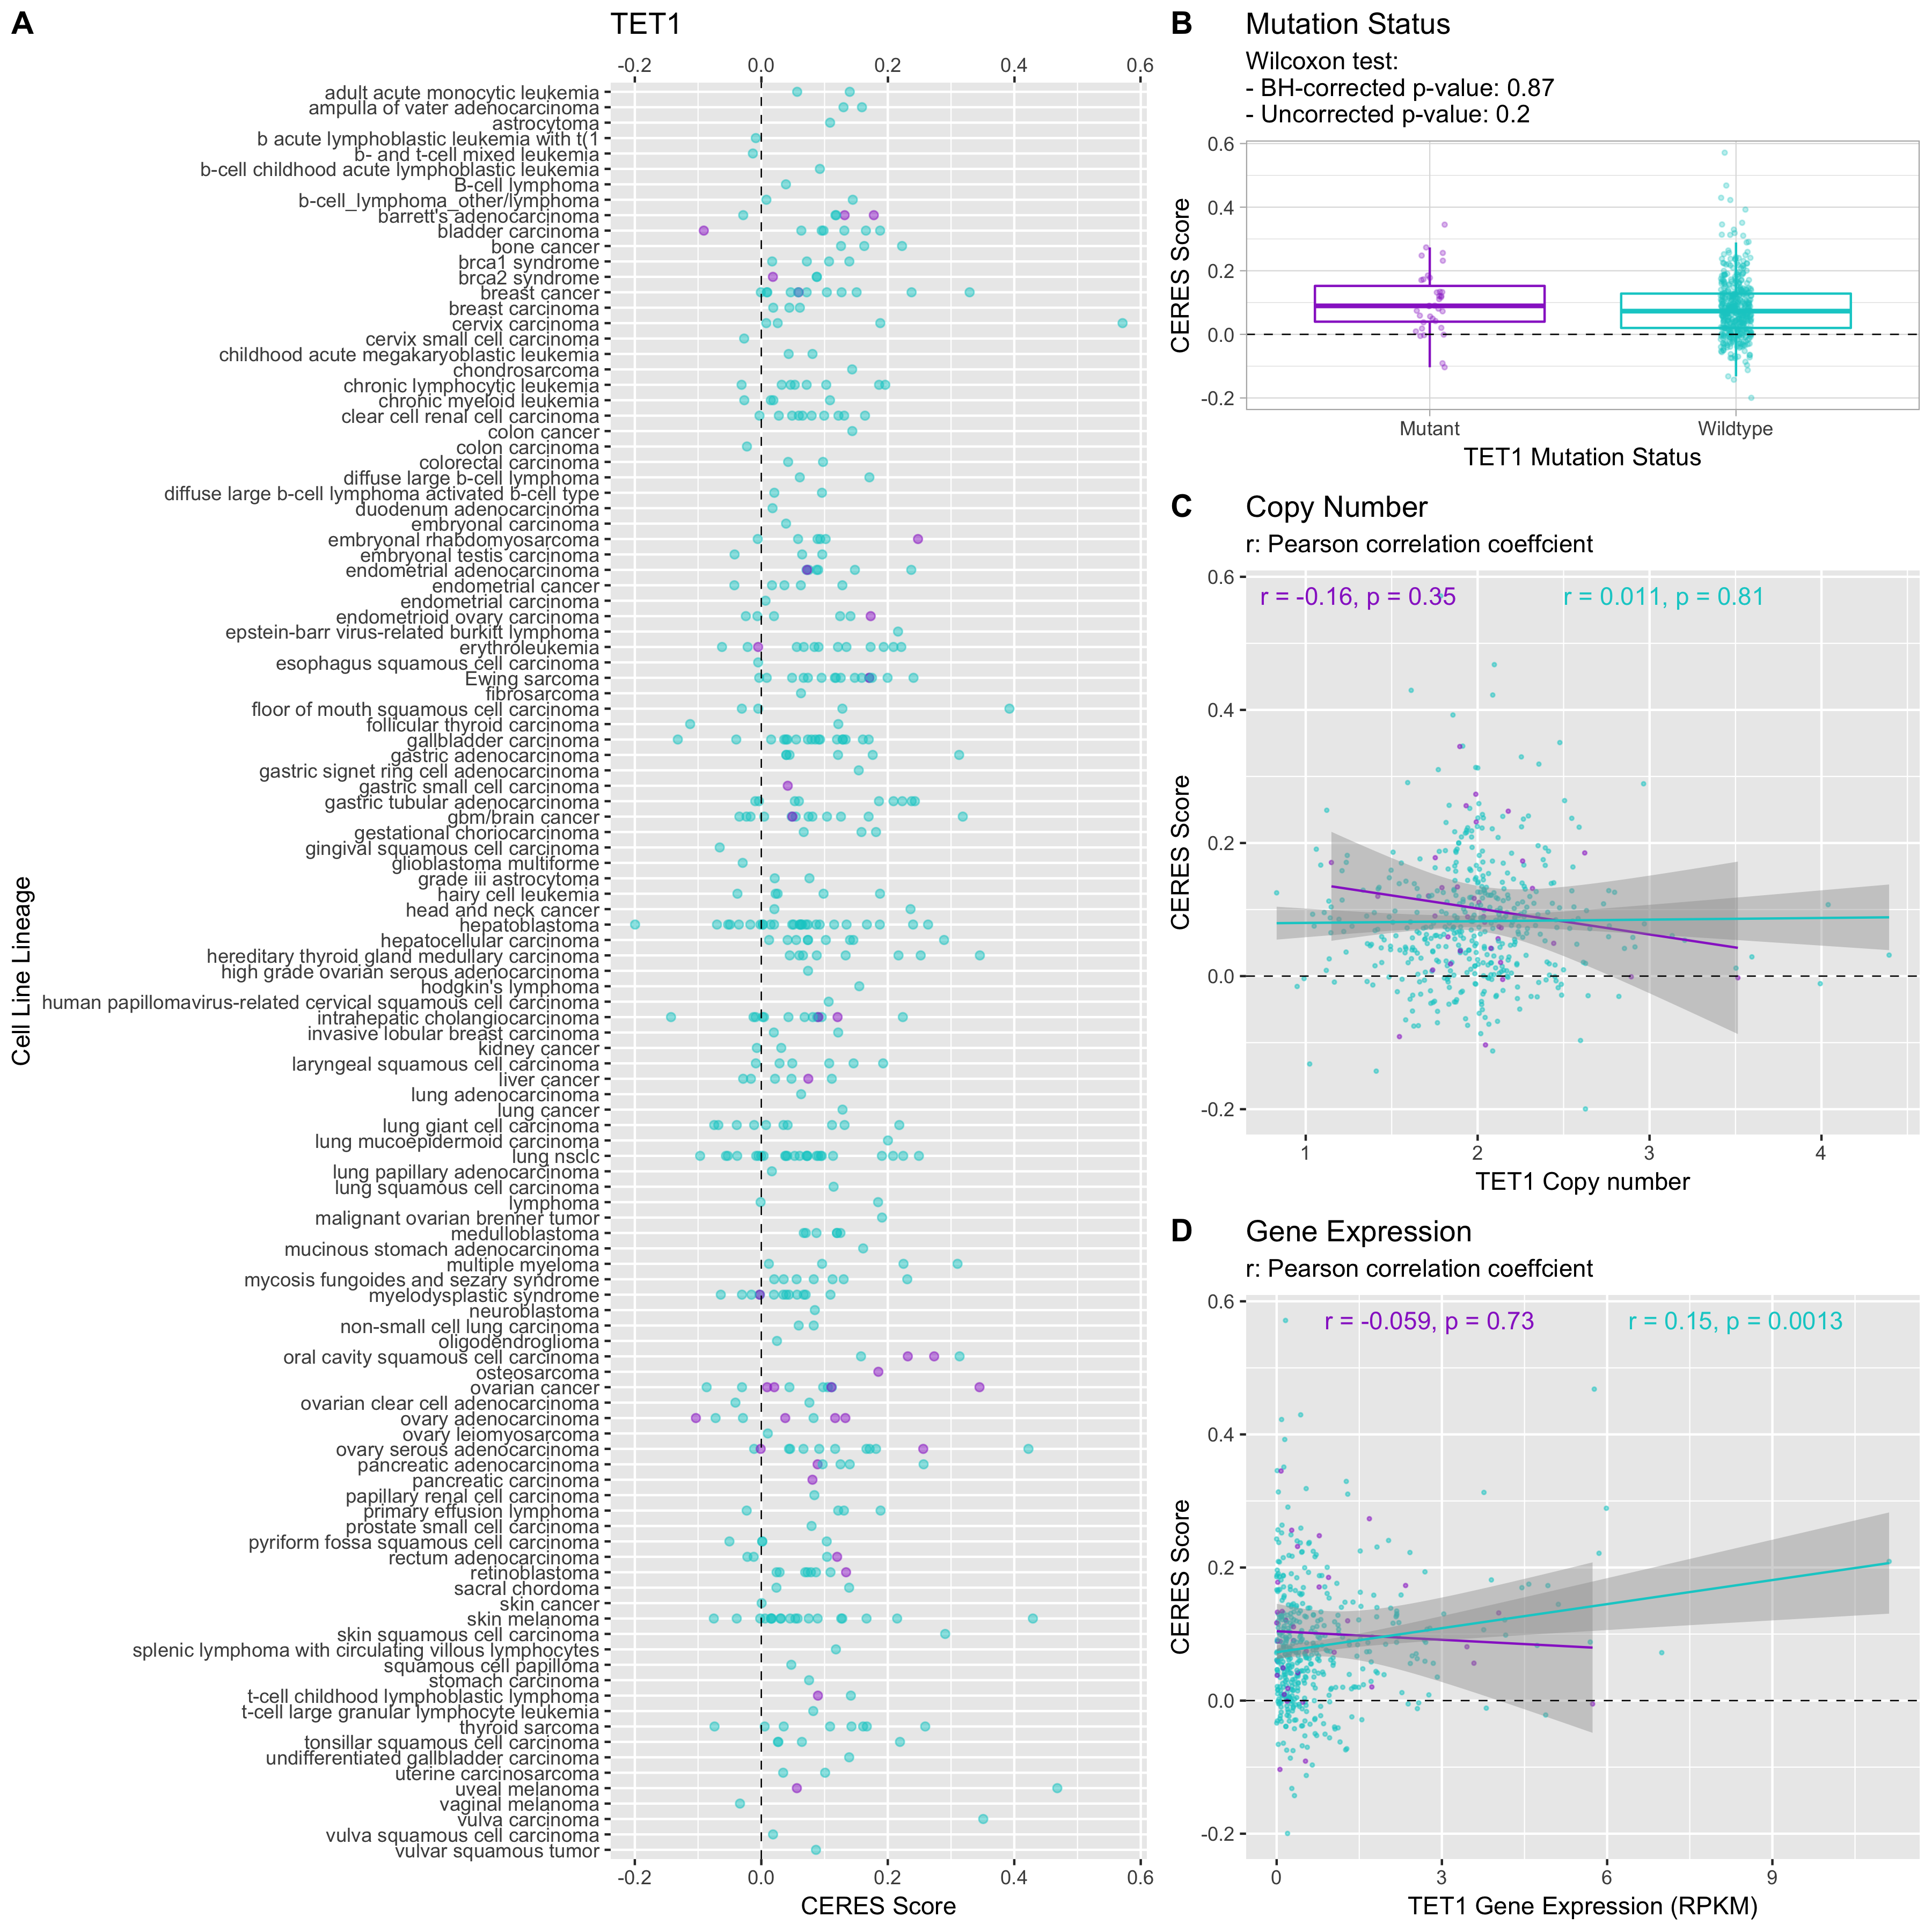 A
TET1
-0.2 0.0 0.2 0.4 0.6
adult acute monocytic leukemia
ampulla of vater adenocarcinoma
astrocytoma
b acute lymphoblastic leukemia with t(1
b- and t-cell mixed leukemia
b-cell childhood acute lymphoblastic leukemia
B-cell lymphoma
b-cell_lymphoma_other/lymphoma
barrett's adenocarcinoma
bladder carcinoma
bone cancer
brca1 syndrome
brca2 syndrome
breast cancer
breast carcinoma
cervix carcinoma
cervix small cell carcinoma
childhood acute megakaryoblastic leukemia
chondrosarcoma
chronic lymphocytic leukemia
chronic myeloid leukemia
clear cell renal cell carcinoma
colon cancer
colon carcinoma
colorectal carcinoma
diffuse large b-cell lymphoma
diffuse large b-cell lymphoma activated b-cell type
duodenum adenocarcinoma
embryonal carcinoma
embryonal rhabdomyosarcoma
embryonal testis carcinoma
endometrial adenocarcinoma
endometrial cancer
endometrial carcinoma
endometrioid ovary carcinoma
epstein-barr virus-related burkitt lymphoma
erythroleukemia
esophagus squamous cell carcinoma
Ewing sarcoma
fibrosarcoma
floor of mouth squamous cell carcinoma
follicular thyroid carcinoma
gallbladder carcinoma
gastric adenocarcinoma
gastric signet ring cell adenocarcinoma
gastric small cell carcinoma
gastric tubular adenocarcinoma
gbm/brain cancer
gestational choriocarcinoma
gingival squamous cell carcinoma
glioblastoma multiforme
grade iii astrocytoma
hairy cell leukemia
head and neck cancer
hepatoblastoma
hepatocellular carcinoma
hereditary thyroid gland medullary carcinoma
high grade ovarian serous adenocarcinoma
hodgkin's lymphoma
human papillomavirus-related cervical squamous cell carcinoma
intrahepatic cholangiocarcinoma
invasive lobular breast carcinoma
kidney cancer
laryngeal squamous cell carcinoma
liver cancer
lung adenocarcinoma
lung cancer
lung giant cell carcinoma
lung mucoepidermoid carcinoma
lung nsclc
lung papillary adenocarcinoma
lung squamous cell carcinoma
lymphoma
malignant ovarian brenner tumor
medulloblastoma
mucinous stomach adenocarcinoma
multiple myeloma
mycosis fungoides and sezary syndrome
myelodysplastic syndrome
neuroblastoma
non-small cell lung carcinoma
oligodendroglioma
oral cavity squamous cell carcinoma
osteosarcoma
ovarian cancer
ovarian clear cell adenocarcinoma
ovary adenocarcinoma
ovary leiomyosarcoma
ovary serous adenocarcinoma
pancreatic adenocarcinoma
pancreatic carcinoma
papillary renal cell carcinoma
primary effusion lymphoma
prostate small cell carcinoma
pyriform fossa squamous cell carcinoma
rectum adenocarcinoma
retinoblastoma
sacral chordoma
skin cancer
skin melanoma
skin squamous cell carcinoma
splenic lymphoma with circulating villous lymphocytes
squamous cell papilloma
stomach carcinoma
t-cell childhood lymphoblastic lymphoma
t-cell large granular lymphocyte leukemia
thyroid sarcoma
tonsillar squamous cell carcinoma
undifferentiated gallbladder carcinoma
uterine carcinosarcoma
uveal melanoma
vaginal melanoma
vulva carcinoma
vulva squamous cell carcinoma
vulvar squamous tumor
-0.2 0.0 0.2 0.4 0.6
CERES Score
Cell Line Lineage
B
Mutation Status
Wilcoxon test:
- BH-corrected p-value: 0.87
- Uncorrected p-value: 0.2
0.6
0.4
0.2
0.0
-0.2
CERES Score
Mutant Wildtype
TET1 Mutation Status
C
Copy Number
r: Pearson correlation coeffcient
r = -0.16, p = 0.35 r = 0.011, p = 0.81
0.6
0.4
0.2
0.0
-0.2
CERES Score
1 2 3 4
TET1 Copy number
D
Gene Expression
r: Pearson correlation coeffcient
r = -0.059, p = 0.73 r = 0.15, p = 0.0013
0.6
0.4
0.2
0.0
-0.2
CERES Score
0 3 6 9
TET1 Gene Expression (RPKM)